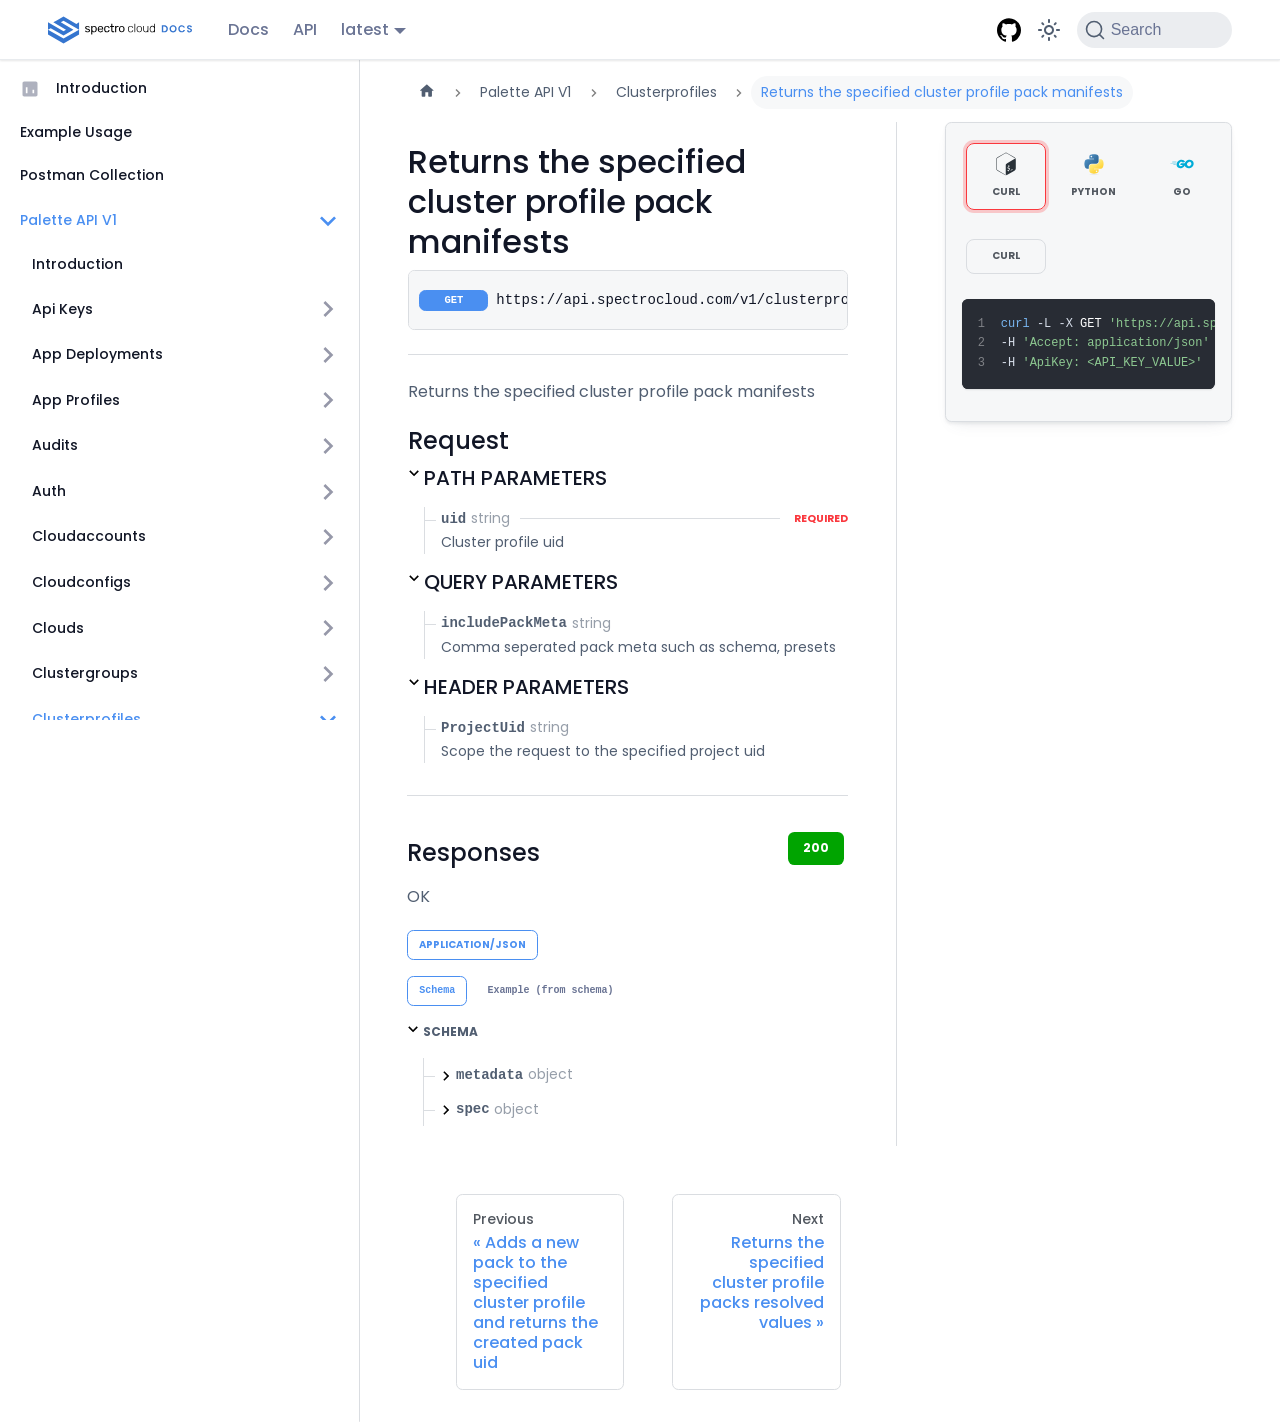 spectro cloud DOCS
Docs
API
latest
Search
Introduction
Example Usage
Postman Collection
Palette API V1
Introduction
Api Keys
App Deployments
App Profiles
Audits
Auth
Cloudaccounts
Cloudconfigs
Clouds
Clustergroups
Clusterprofiles
Palette API V1
Clusterprofiles
Returns the specified cluster profile pack manifests
Returns the specified
cluster profile pack
manifests
GET https://api.spectrocloud.com/v1/clusterpro
Returns the specified cluster profile pack manifests
Request
PATH PARAMETERS
uid string REQUIRED
Cluster profile uid
QUERY PARAMETERS
includePackMeta string
Comma seperated pack meta such as schema, presets
HEADER PARAMETERS
ProjectUid string
Scope the request to the specified project uid
Responses
200
OK
APPLICATION/JSON
Schema Example (from schema)
SCHEMA
metadata object
spec object
CURL
PYTHON
GO
CURL
1 curl -L -X GET 'https://api.sp
2 -H 'Accept: application/json'
3 -H 'ApiKey: <API_KEY_VALUE>'
Previous
« Adds a new
pack to the
specified
cluster profile
and returns the
created pack
uid
Next
Returns the
specified
cluster profile
packs resolved
values »